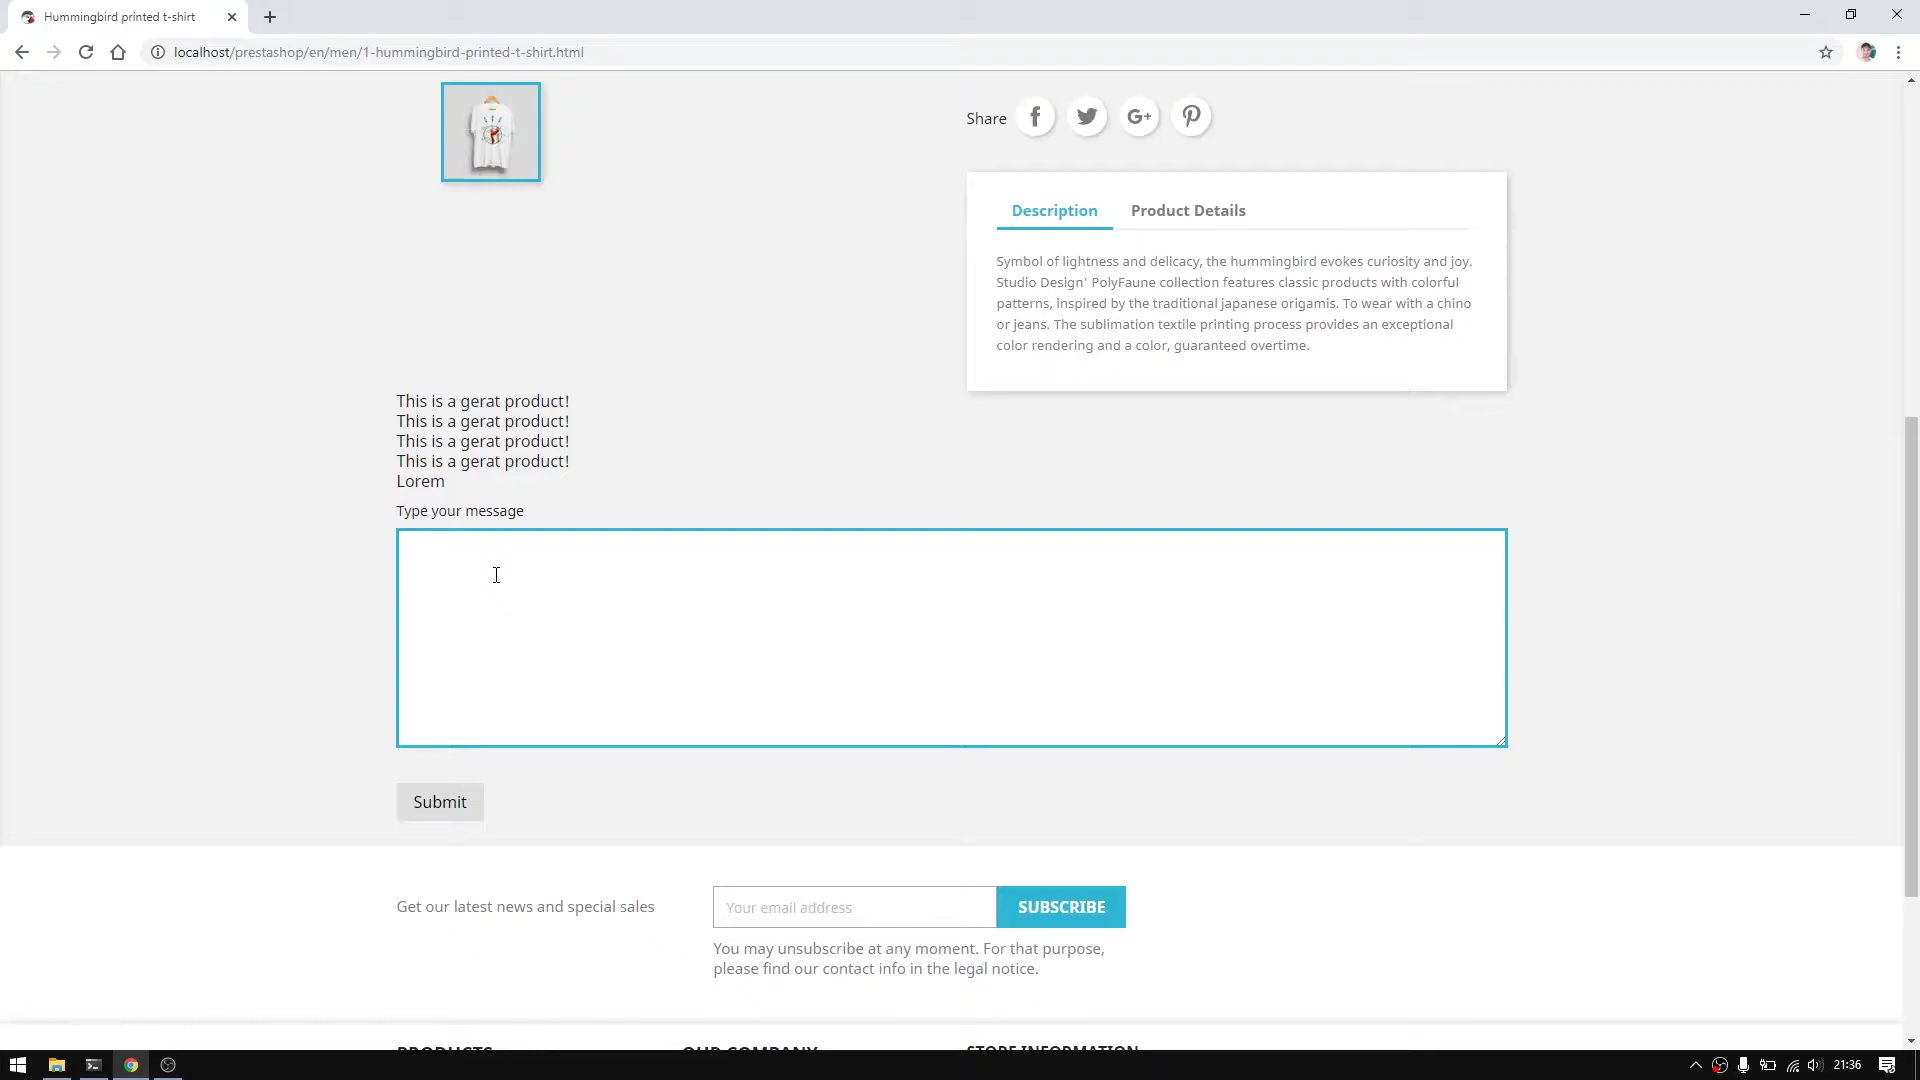 Hummingbird printed t-shirt
localhost/prestashop/en/men/1-hummingbird-printed-t-shirt.html
Share
Description Product Details
Symbol of lightness and delicacy, the hummingbird evokes curiosity and joy.
Studio Design' PolyFaune collection features classic products with colorful
patterns, inspired by the traditional japanese origamis. To wear with a chino
or jeans. The sublimation textile printing process provides an exceptional
color rendering and a color, guaranteed overtime.
This is a gerat product!
This is a gerat product!
This is a gerat product!
This is a gerat product!
Lorem
Type your message
Submit
Get our latest news and special sales
Your email address
SUBSCRIBE
You may unsubscribe at any moment. For that purpose,
please find our contact info in the legal notice.
PRODUCTS OUR COMPANY STORE INFORMATION
21:36